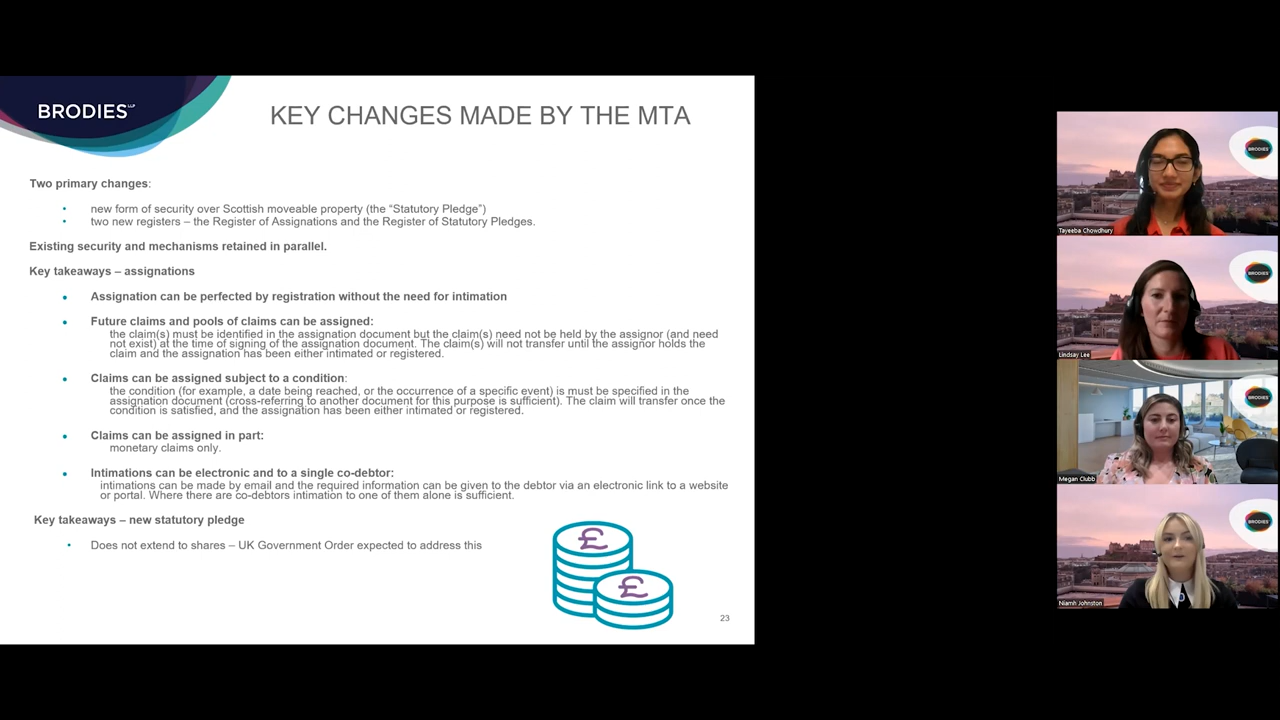 BRODIES LLP
KEY CHANGES MADE BY THE MTA
Two primary changes:
• new form of security over Scottish moveable property (the “Statutory Pledge”)
• two new registers – the Register of Assignations and the Register of Statutory Pledges.
Existing security and mechanisms retained in parallel.
Key takeaways – assignations
• Assignation can be perfected by registration without the need for intimation
• Future claims and pools of claims can be assigned:
the claim(s) must be identified in the assignation document but the claim(s) need not be held by the assignor (and need
not exist) at the time of signing of the assignation document. The claim(s) will not transfer until the assignor holds the
claim and the assignation has been either intimated or registered.
• Claims can be assigned subject to a condition:
the condition (for example, a date being reached, or the occurrence of a specific event) is must be specified in the
assignation document (cross-referring to another document for this purpose is sufficient). The claim will transfer once the
condition is satisfied, and the assignation has been either intimated or registered.
• Claims can be assigned in part:
monetary claims only.
• Intimations can be electronic and to a single co-debtor:
intimations can be made by email and the required information can be given to the debtor via an electronic link to a website
or portal. Where there are co-debtors intimation to one of them alone is sufficient.
Key takeaways – new statutory pledge
• Does not extend to shares – UK Government Order expected to address this
£
£
23
BRODIES
Tayeeba Chowdhury
BRODIES
Lindsay Lee
BRODIES
Megan Clubb
BRODIES
Niamh Johnston